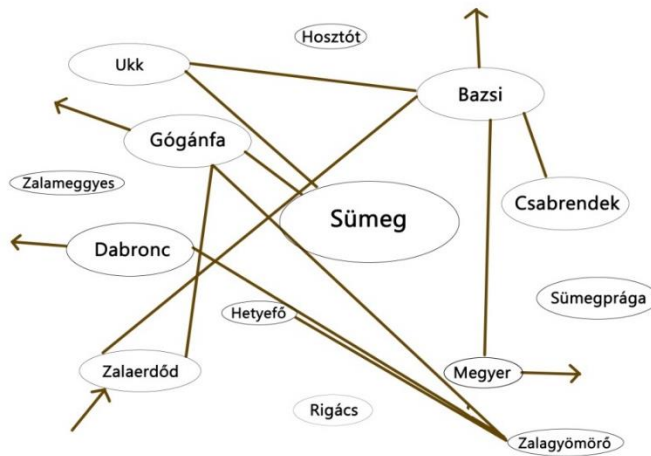 Hosztót
Ukk
Bazsi
Gógánfa
Zalameggyes
Csabrendek
Sümeg
Dabronc
Sümegprága
Hetyefő
Zalaerdőd
Megyer
Rigács
Zalagyömörő